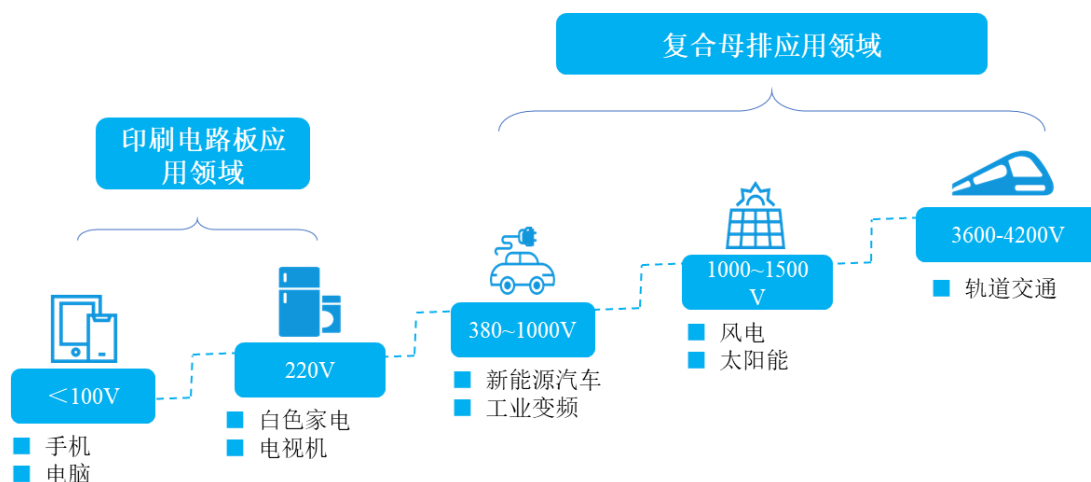 复合母排应用领域
印刷电路板应
用领域
<100V
手机
电脑
220V
白色家电
电视机
380~1000V
新能源汽车
工业变频
1000~1500
V
风电
太阳能
3600-4200V
轨道交通